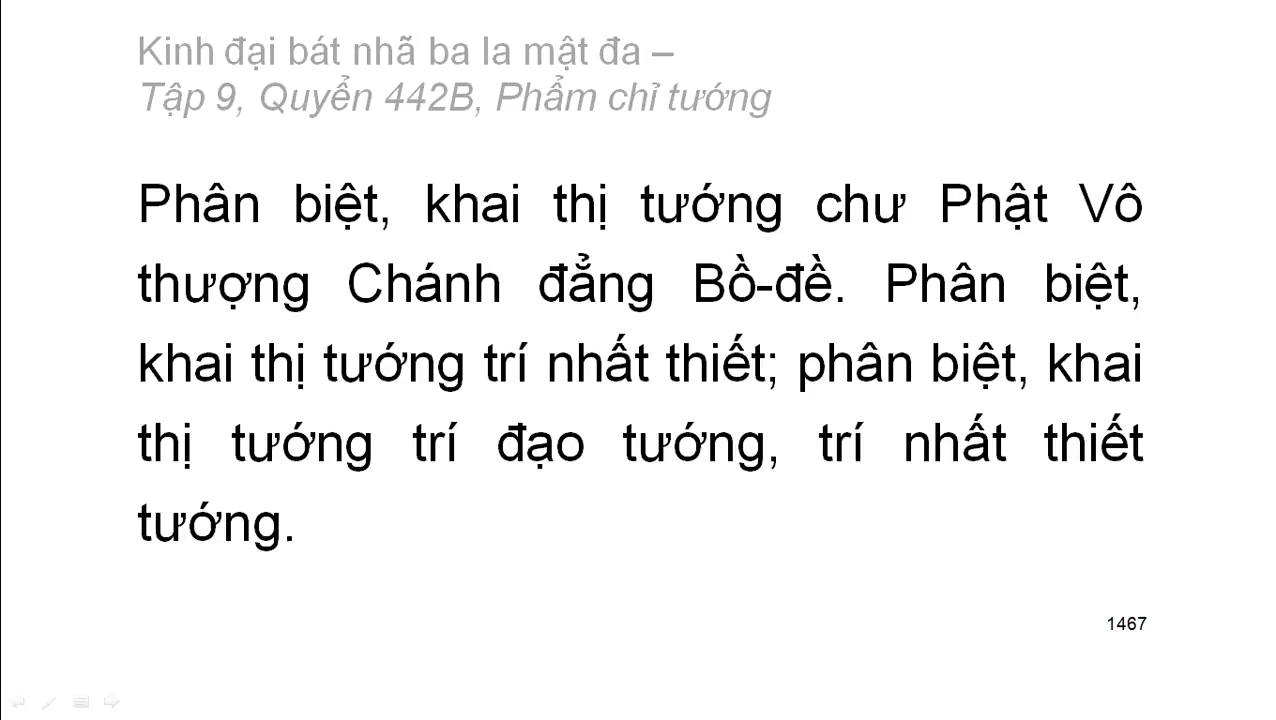 Kinh đại bát nhã ba la mật đa –
Tập 9, Quyển 442B, Phẩm chỉ tướng
Phân biệt, khai thị tướng chư Phật Vô
thượng Chánh đẳng Bồ-đề. Phân biệt,
khai thị tướng trí nhất thiết; phân biệt, khai
thị tướng trí đạo tướng, trí nhất thiết
tướng.
1467